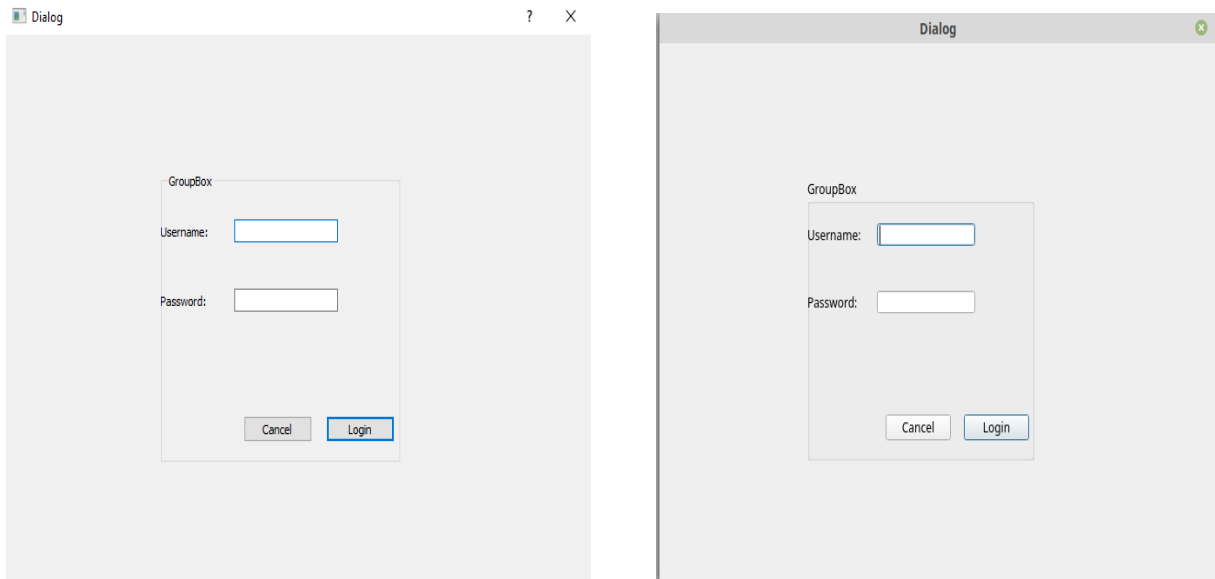 Dialog ?
GroupBox
Username:
Password:
Cancel Login
Dialog
GroupBox
Username:
Password:
Cancel Login